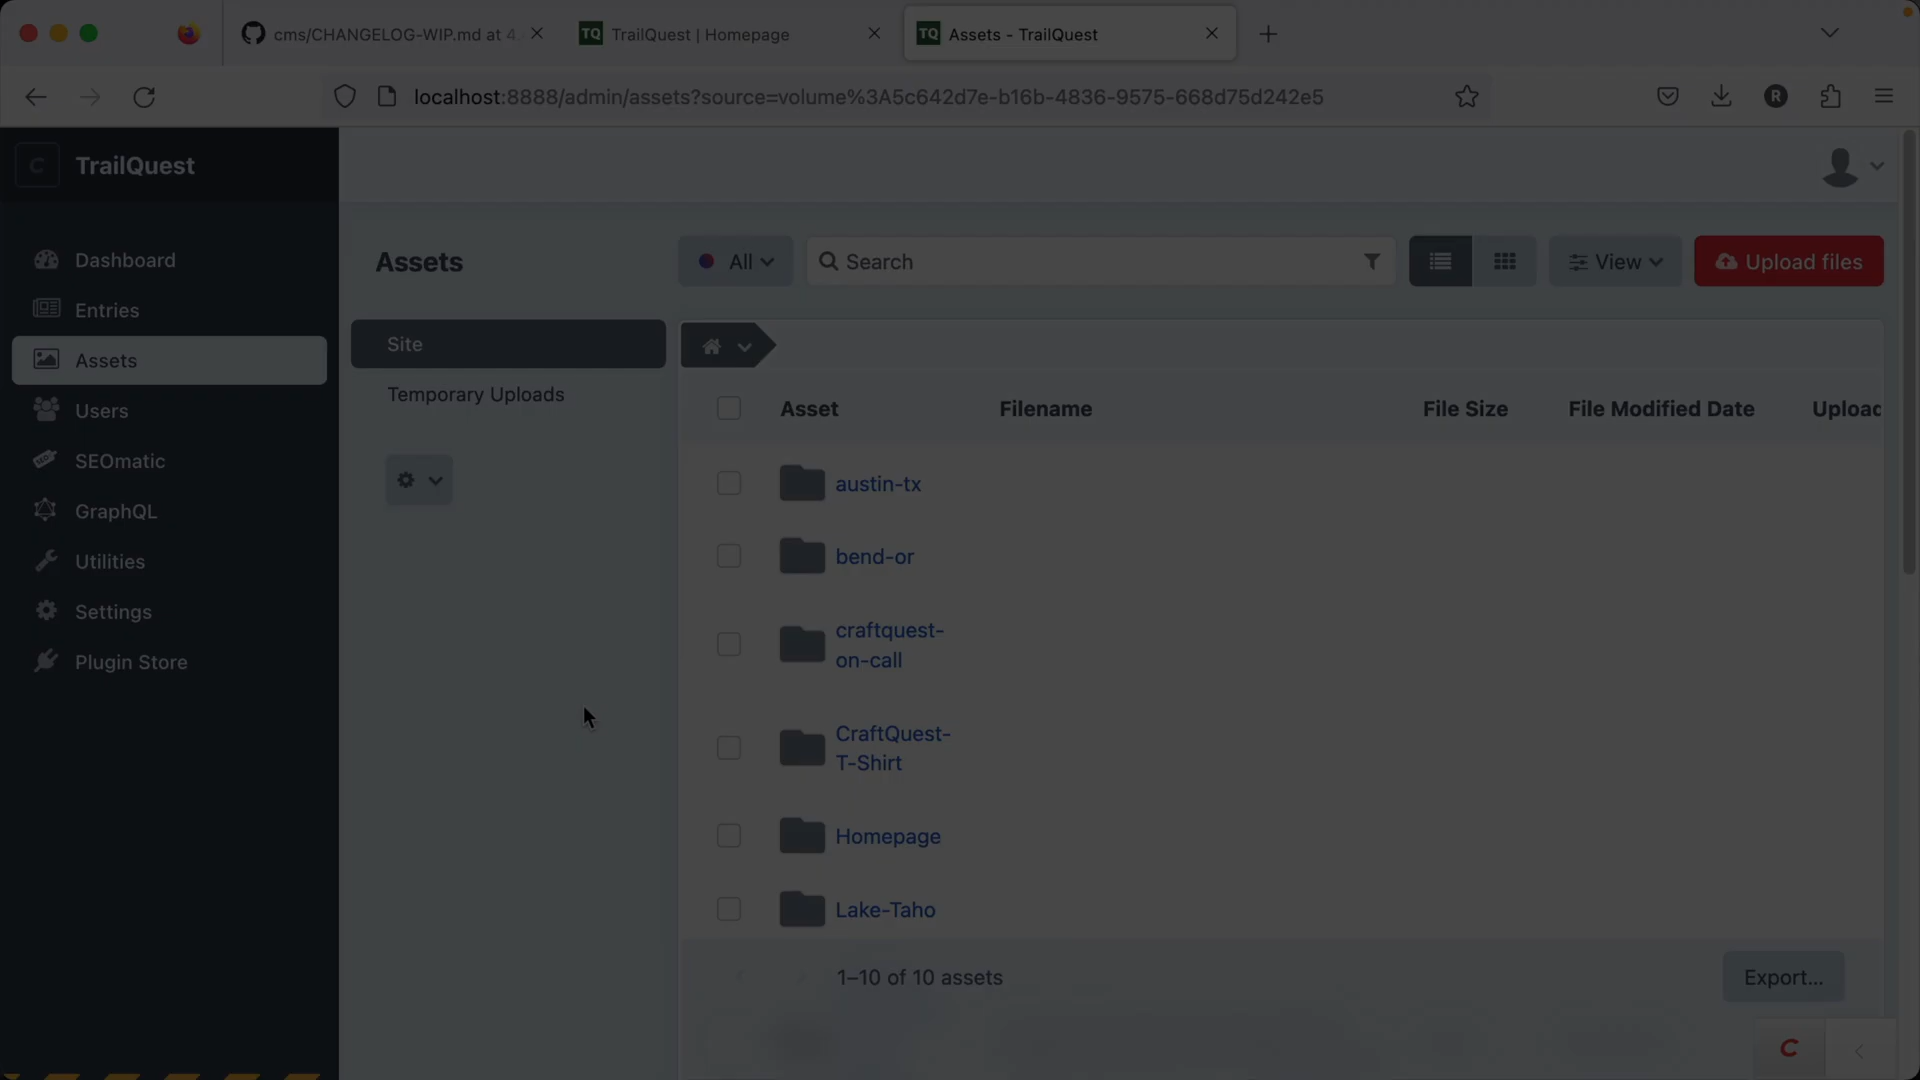 cms/CHANGELOG-WIP.md at 4.
TQ TrailQuest | Homepage
TQ Assets - TrailQuest
localhost:8888/admin/assets?source=volume%3A5c642d7e-b16b-4836-9575-668d75d242e5
R
C TrailQuest
Dashboard
Entries
Assets
Users
SEOmatic
GraphQL
Utilities
Settings
Plugin Store
Assets
All
Search
View
Upload files
Site
Temporary Uploads
Asset
Filename
File Size
File Modified Date
Upload
austin-tx
bend-or
craftquest-
on-call
CraftQuest-
T-Shirt
Homepage
Lake-Taho
1–10 of 10 assets
Export...
C